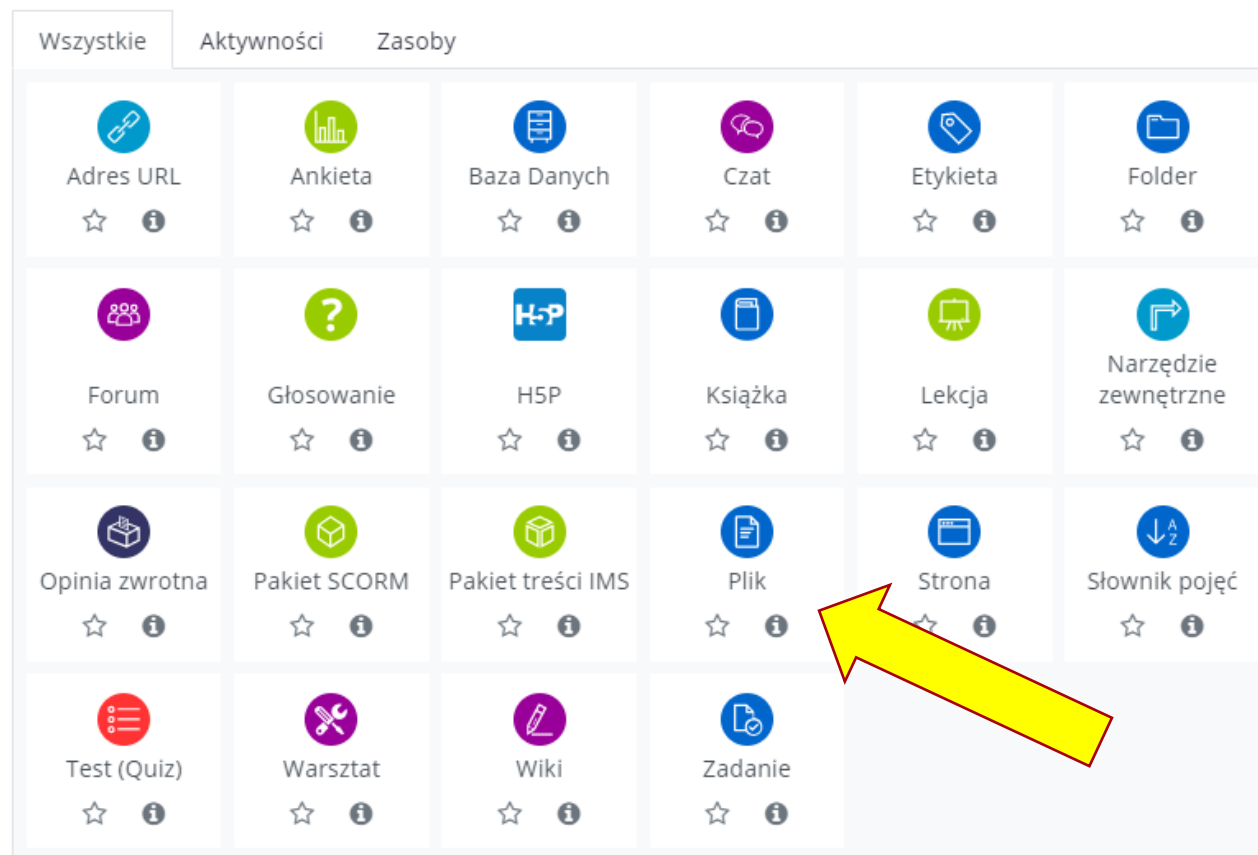 Wszystkie Aktywności Zasoby
Adres URL Ankieta Baza Danych Czat Etykieta Folder
H5P
Narzędzie
Forum Głosowanie H5P Książka Lekcja zewnętrzne
Opinia zwrotna Pakiet SCORM Pakiet treści IMS Plik Strona Słownik pojęć
Test (Quiz) Warsztat Wiki Zadanie